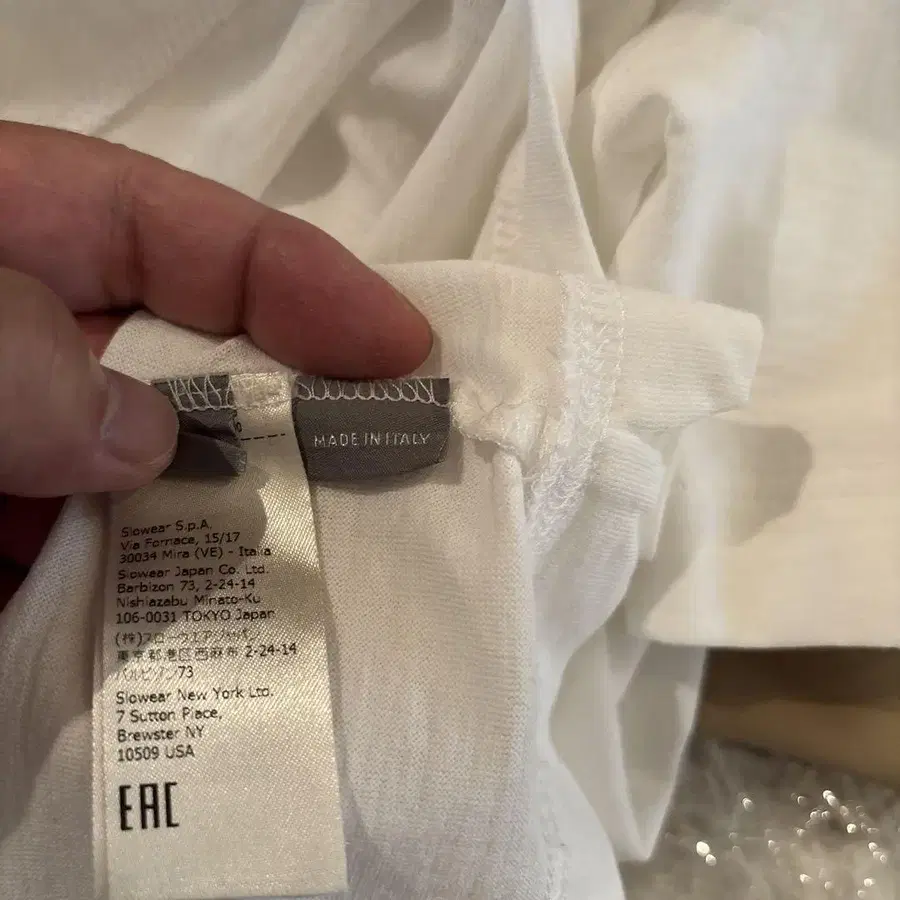 MADE IN ITALY
Slowear S.p.A.
Via Fornace, 15/17
30034 Mira (VE) - Italia
Slowear Japan Co. Ltd.
Barbizon 73, 2-24-14
Nishiazabu Minato-Ku
106-0031 TOKYO Japan
(株)スローウエア ジャパン
東京都港区西麻布 2-24-14
バルビゾン73
Slowear New York Ltd.
7 Sutton Place,
Brewster NY
10509 USA
EAC